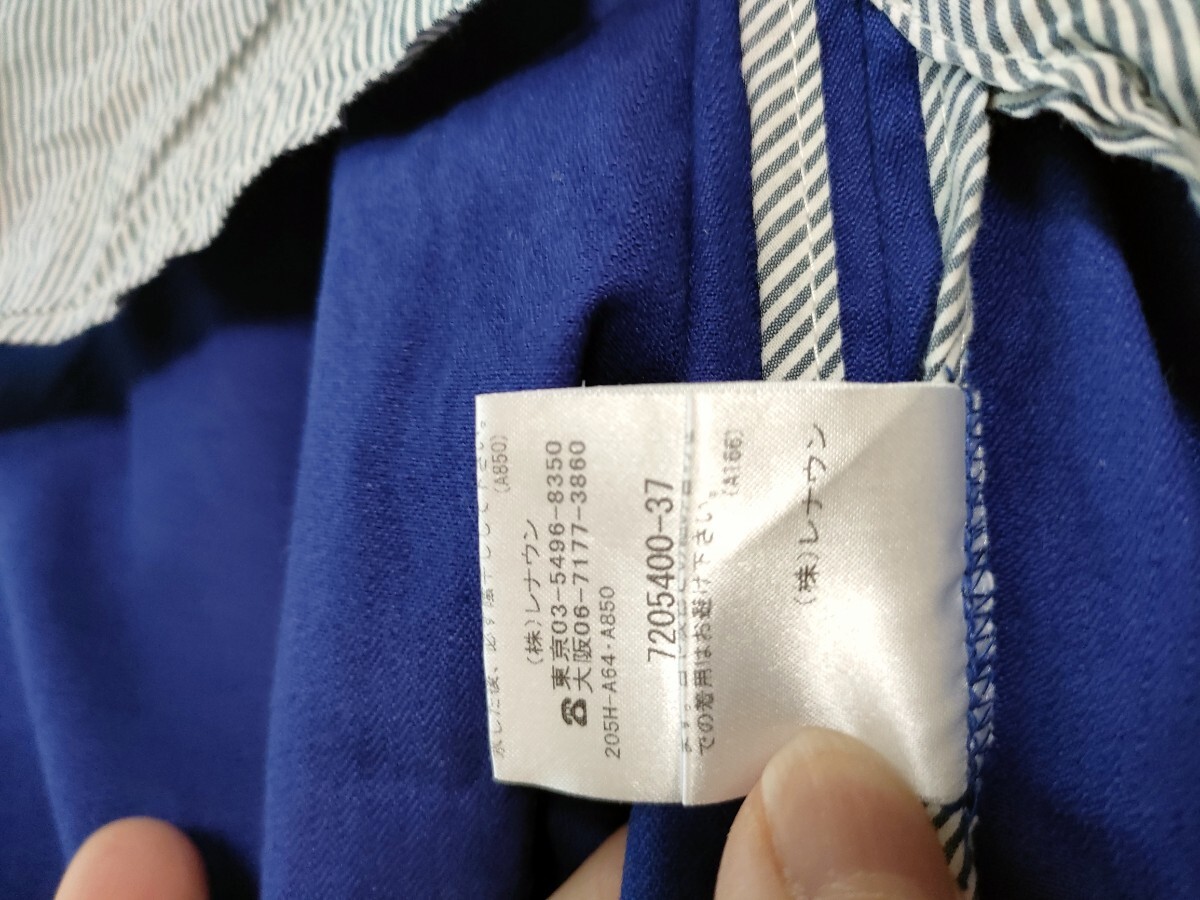 (A850)
(株)レナウン
☎東京03-5496-8350
大阪06-7177-3860
205H-A64・A850
7205400-37
での着用はお避け下さい。
(A166)
(株)レナウン